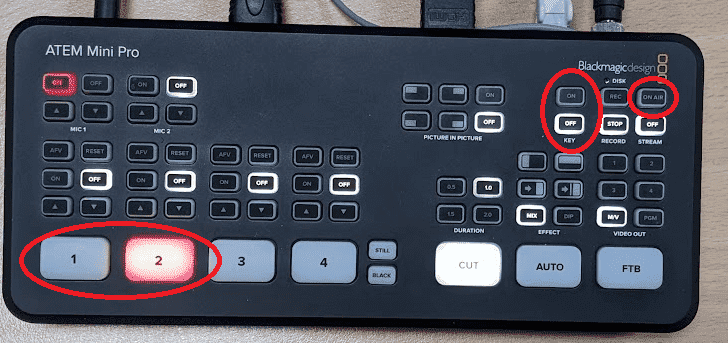 ATEM Mini Pro
Blackmagicdesign
DISK
ON OFF ON OFF
ON REC ON AIR
MIC 1 MIC 2
OFF OFF STOP OFF
PICTURE IN PICTURE KEY RECORD STREAM
AFV RESET AFV RESET AFV RESET AFV RESET
1 2
ON OFF ON OFF ON OFF ON OFF
0.5 1.0 3 4
1.5 2.0 MIX DIP M/V PGM
DURATION EFFECT VIDEO OUT
1 2 3 4 STILL CUT AUTO FTB
BLACK